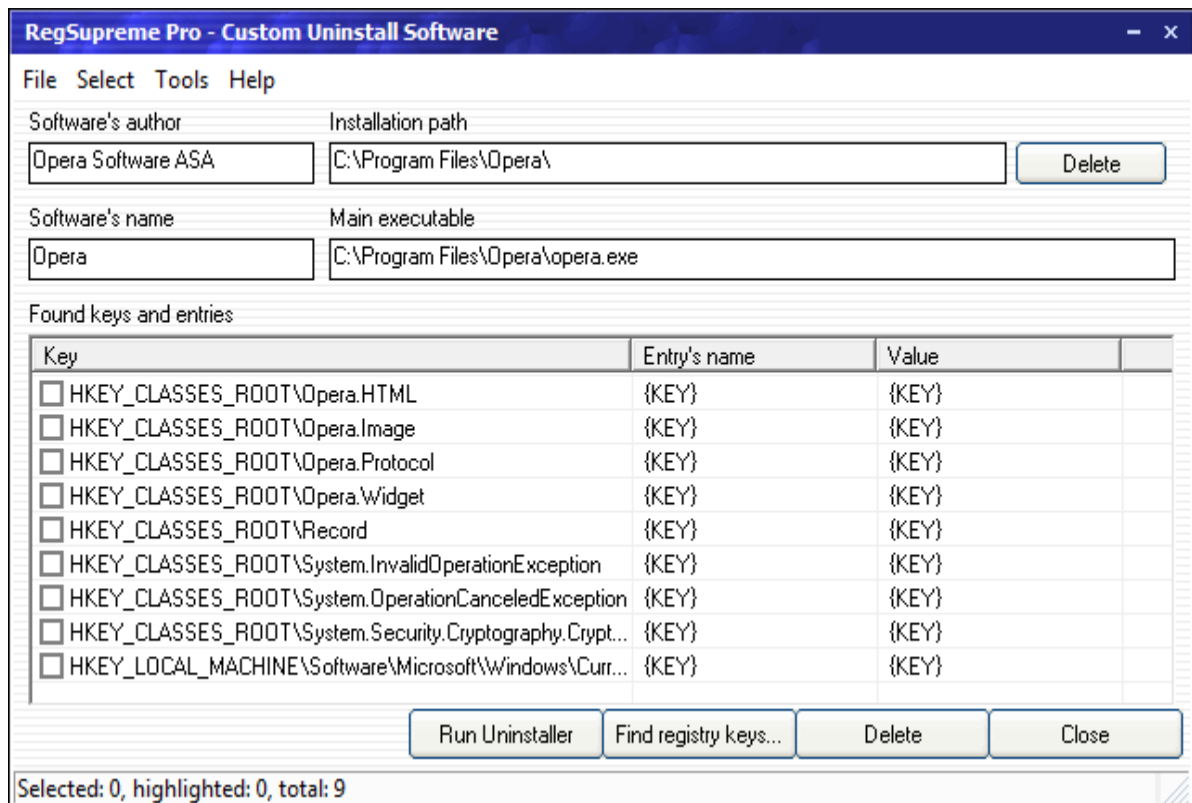 RegSupreme Pro - Custom Uninstall Software
File Select Tools Help
Software's author Installation path
Opera Software ASA C:\Program Files\Opera\ Delete
Software's name Main executable
Opera C:\Program Files\Opera\opera.exe
Found keys and entries
Key Entry's name Value
HKEY_CLASSES_ROOT\Opera.HTML {KEY} {KEY}
HKEY_CLASSES_ROOT\Opera.Image {KEY} {KEY}
HKEY_CLASSES_ROOT\Opera.Protocol {KEY} {KEY}
HKEY_CLASSES_ROOT\Opera.Widget {KEY} {KEY}
HKEY_CLASSES_ROOT\Record {KEY} {KEY}
HKEY_CLASSES_ROOT\System.InvalidOperationException {KEY} {KEY}
HKEY_CLASSES_ROOT\System.OperationCanceledException {KEY} {KEY}
HKEY_CLASSES_ROOT\System.Security.Cryptography.Crypt... {KEY} {KEY}
HKEY_LOCAL_MACHINE\Software\Microsoft\Windows\Curr... {KEY} {KEY}
Run Uninstaller Find registry keys... Delete Close
Selected: 0, highlighted: 0, total: 9